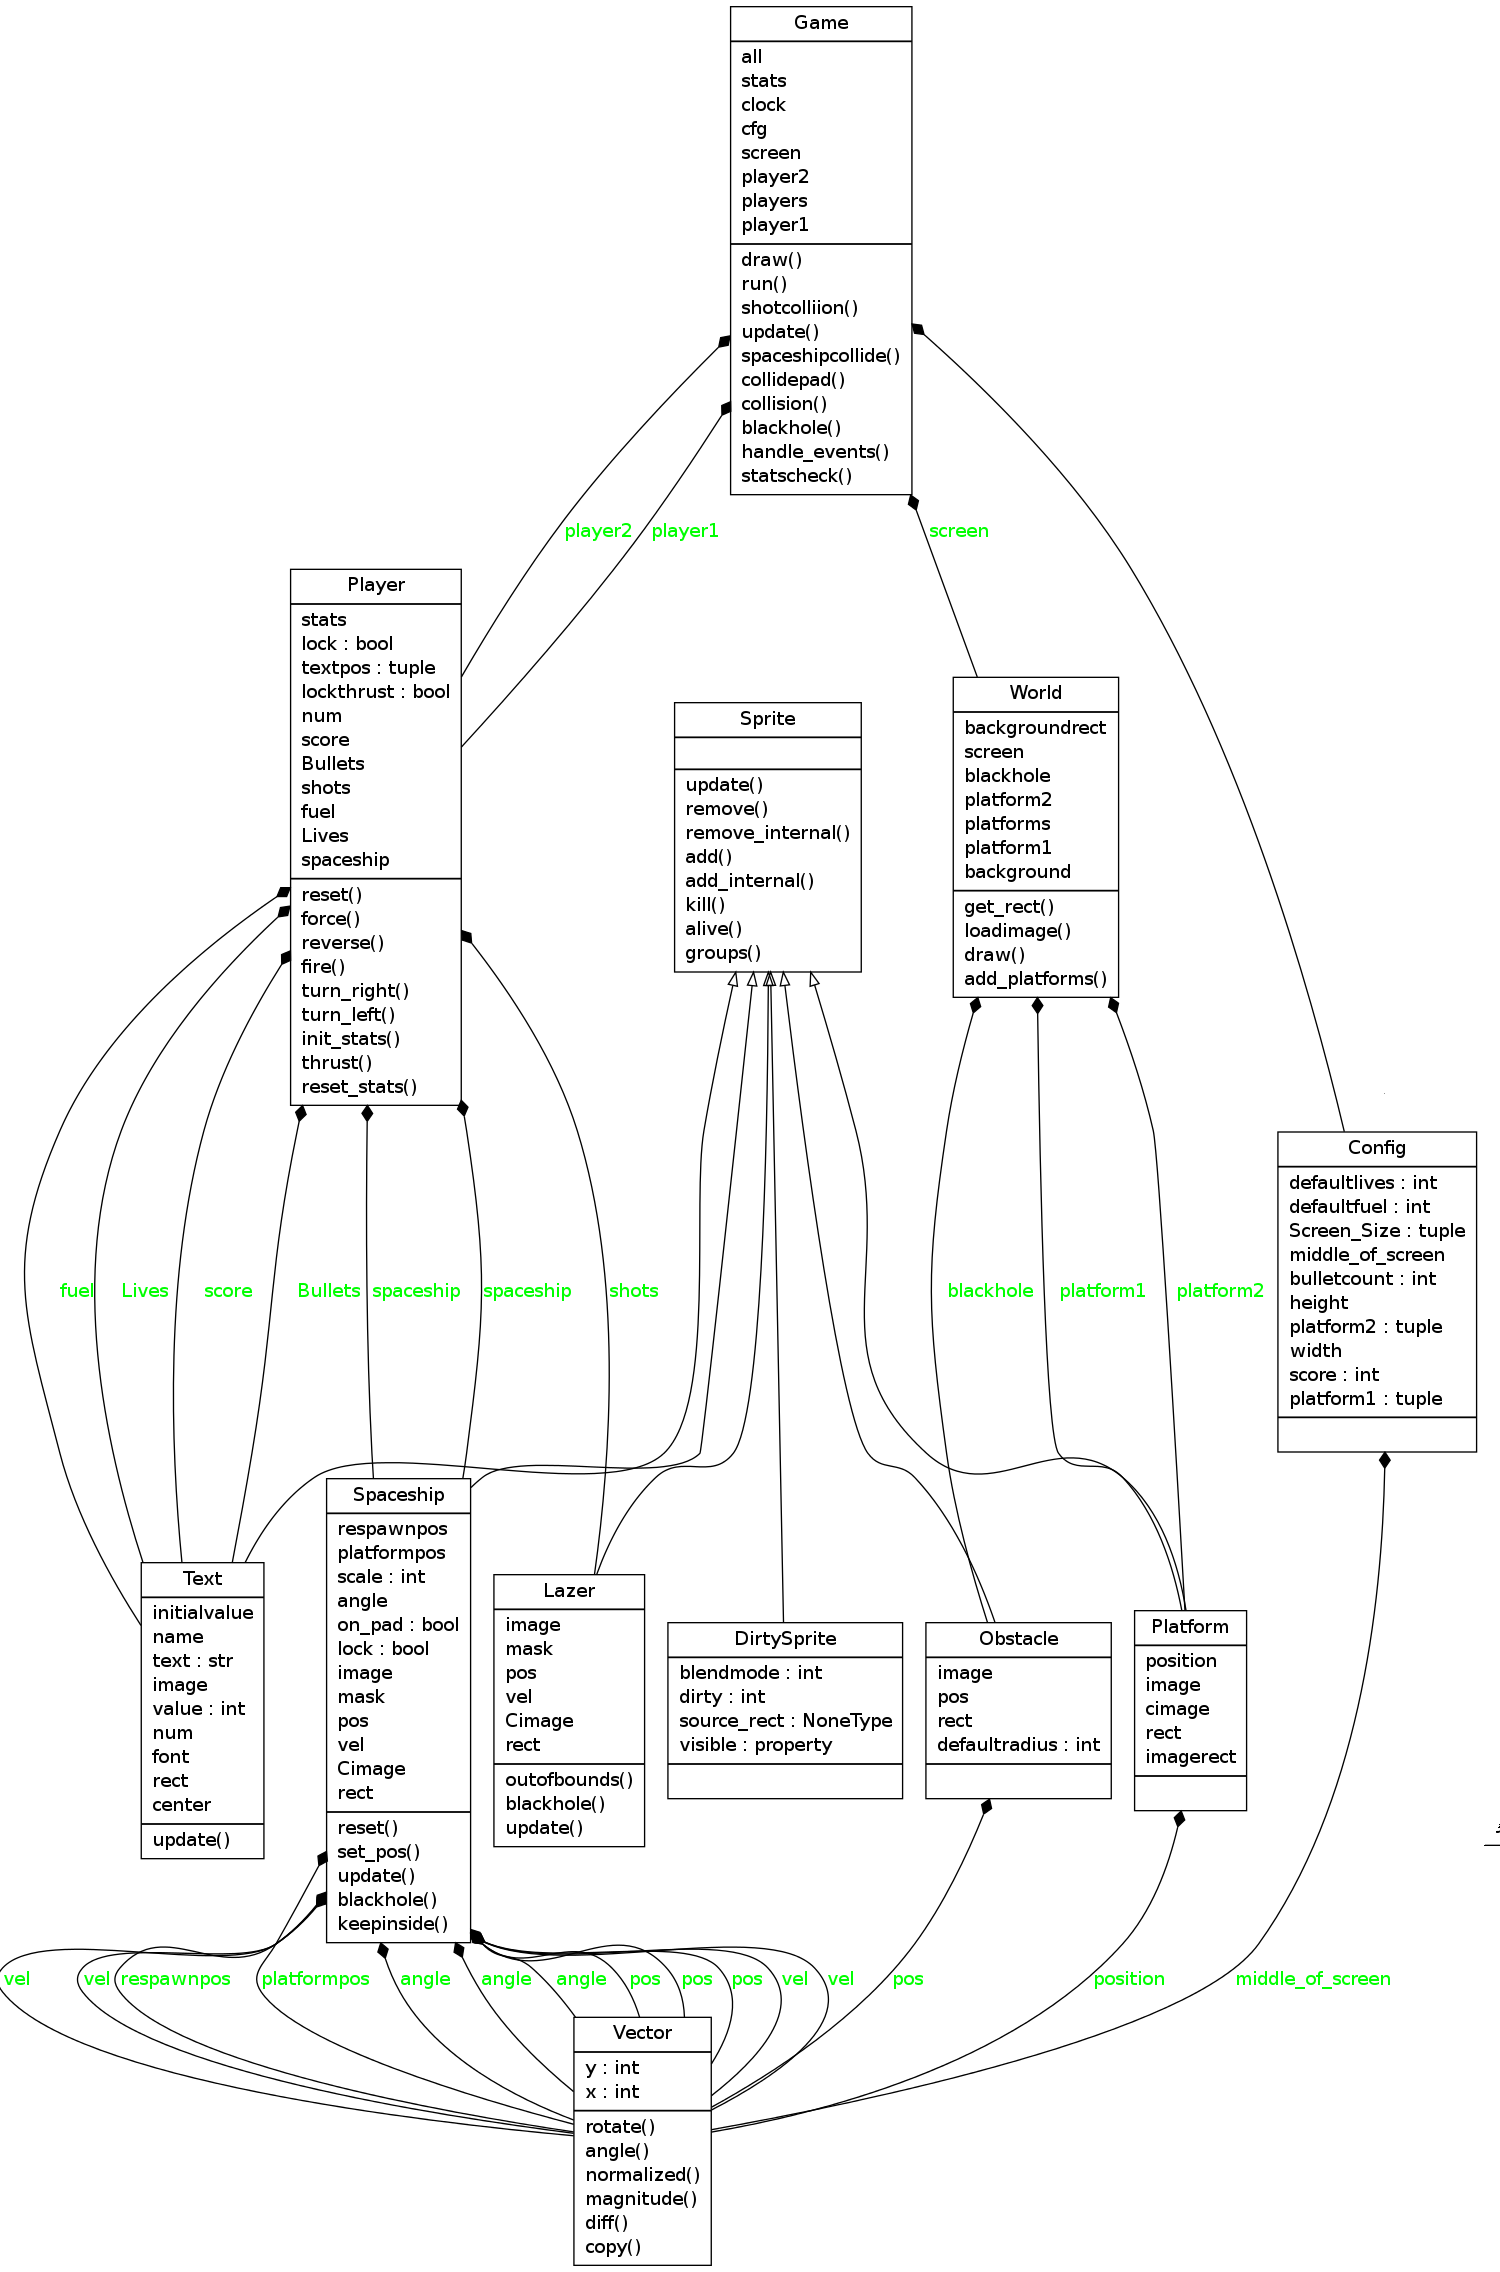 Game
all
stats
clock
cfg
screen
player2
players
player1
draw()
run()
shotcolliion()
update()
spaceshipcollide()
collidepad()
collision()
blackhole()
handle_events()
statscheck()
player2
player1
screen
Player
stats
lock : bool
textpos : tuple
lockthrust : bool
num
score
Bullets
shots
fuel
Lives
spaceship
reset()
force()
reverse()
fire()
turn_right()
turn_left()
init_stats()
thrust()
reset_stats()
Sprite
update()
remove()
remove_internal()
add()
add_internal()
kill()
alive()
groups()
World
backgroundrect
screen
blackhole
platform2
platforms
platform1
background
get_rect()
loadimage()
draw()
add_platforms()
Config
defaultlives : int
defaultfuel : int
Screen_Size : tuple
middle_of_screen
bulletcount : int
height
platform2 : tuple
width
score : int
platform1 : tuple
fuel
Lives
score
Bullets
spaceship
spaceship
shots
blackhole
platform1
platform2
Text
initialvalue
name
text : str
image
value : int
num
font
rect
center
update()
Spaceship
respawnpos
platformpos
scale : int
angle
on_pad : bool
lock : bool
image
mask
pos
vel
Cimage
rect
reset()
set_pos()
update()
blackhole()
keepinside()
Lazer
image
mask
pos
vel
Cimage
rect
outofbounds()
blackhole()
update()
DirtySprite
blendmode : int
dirty : int
source_rect : NoneType
visible : property
Obstacle
image
pos
rect
defaultradius : int
Platform
position
image
cimage
rect
imagerect
vel
vel
respawnpos
platformpos
angle
angle
angle
pos
pos
pos
vel
vel
pos
position
middle_of_screen
Vector
y : int
x : int
rotate()
angle()
normalized()
magnitude()
diff()
copy()